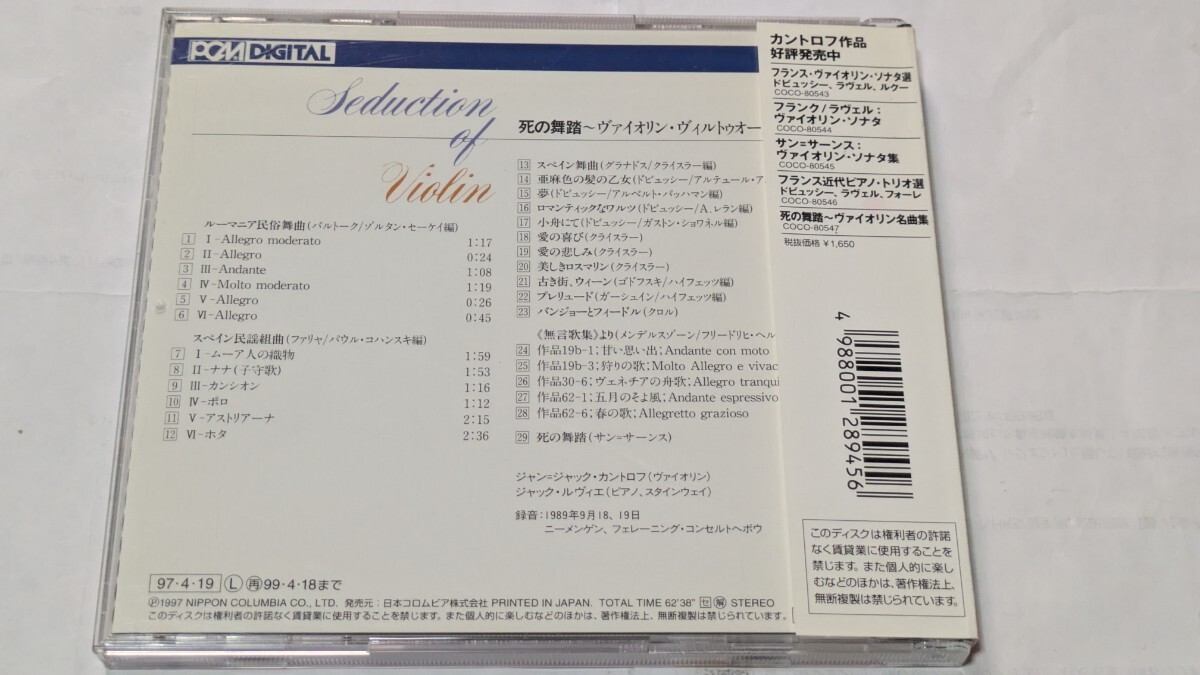 PCM DIGITAL
Seduction
of
Violin
死の舞踏～ヴァイオリン・ヴィルトゥオー
ルーマニア民俗舞曲(バルトーク/ゾルタン・セーケイ編)
1 I-Allegro moderato 1:17
2 II-Allegro 0:24
3 III-Andante 1:08
4 IV-Molto moderato 1:19
5 V-Allegro 0:26
6 VI-Allegro 0:45
スペイン民謡組曲(ファリャ/パウル・コハンスキ編)
7 I-ムーア人の織物 1:59
8 II-ナナ(子守歌) 1:53
9 III-カンシオン 1:16
10 IV-ポロ 1:12
11 V-アストリアーナ 2:15
12 VI-ホタ 2:36
13 スペイン舞曲(グラナドス/クライスラー編)
14 亜麻色の髪の乙女(ドビュッシー/アルテュール・ア.
15 夢(ドビュッシー/アルベルト・バッハマン編)
16 ロマンティックなワルツ(ドビュッシー/A.レラン編)
17 小舟にて(ドビュッシー/ガストン・ショワネル編)
18 愛の喜び(クライスラー)
19 愛の悲しみ(クライスラー)
20 美しきロスマリン(クライスラー)
21 古き街、ウィーン(ゴドフスキ/ハイフェッツ編)
22 プレリュード(ガーシュイン/ハイフェッツ編)
23 バンジョーとフィードル(クロル)
《無言歌集》より(メンデルスゾーン/フリードリヒ・ヘル
24 作品19b-1;甘い思い出;Andante con moto
25 作品19b-3;狩りの歌;Molto Allegro e vivac
26 作品30-6;ヴェネチアの舟歌;Allegro tranqui
27 作品62-1;五月のそよ風;Andante espressivo
28 作品62-6;春の歌;Allegretto grazioso
29 死の舞踏(サン=サーンス)
ジャン=ジャック・カントロフ(ヴァイオリン)
ジャック・ルヴィエ(ピアノ、スタインウェイ)
録音:1989年9月18、19日
ニーメンゲン、フェレーニング・コンセルトヘボウ
97・4・19 L 再 99・4・18まで
Ⓟ1997 NIPPON COLUMBIA CO., LTD. 発売元:日本コロムビア株式会社 PRINTED IN JAPAN. TOTAL TIME 62'38" セ 解 STEREO
このディスクは権利者の許諾なく賃貸業に使用することを禁じます。また個人的に楽しむなどのほかは、著作権法上、無断複製は禁じられています。
カントロフ作品
好評発売中
フランス・ヴァイオリン・ソナタ選
ドビュッシー、ラヴェル、ルクー
COCO-80543
フランク/ラヴェル:
ヴァイオリン・ソナタ
COCO-80544
サン=サーンス:
ヴァイオリン・ソナタ集
COCO-80545
フランス近代ピアノ・トリオ選
ドビュッシー、ラヴェル、フォーレ
COCO-80546
死の舞踏～ヴァイオリン名曲集
COCO-80547
税抜価格 ¥1,650
4 988001 289456
このディスクは権利者の許諾
なく賃貸業に使用することを
禁じます。また個人的に楽し
むなどのほかは、著作権法上、
無断複製は禁じられています。